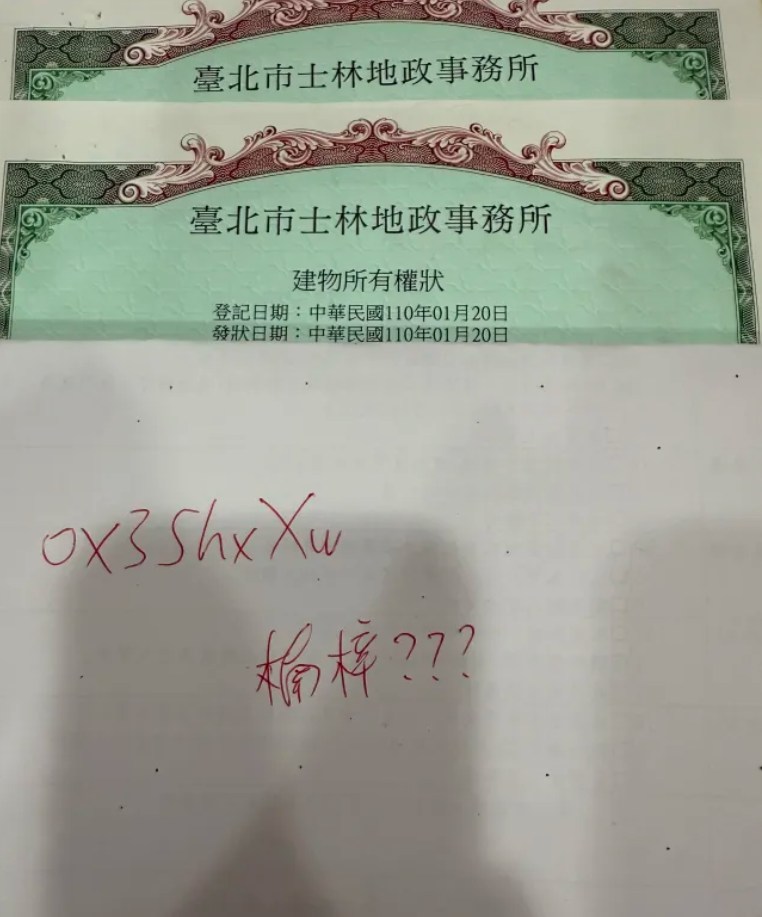 臺北市士林地政事務所
臺北市士林地政事務所
建物所有權狀
登記日期：中華民國110年01月20日
發狀日期：中華民國110年01月20日
0x3ShxXw
楠梓???